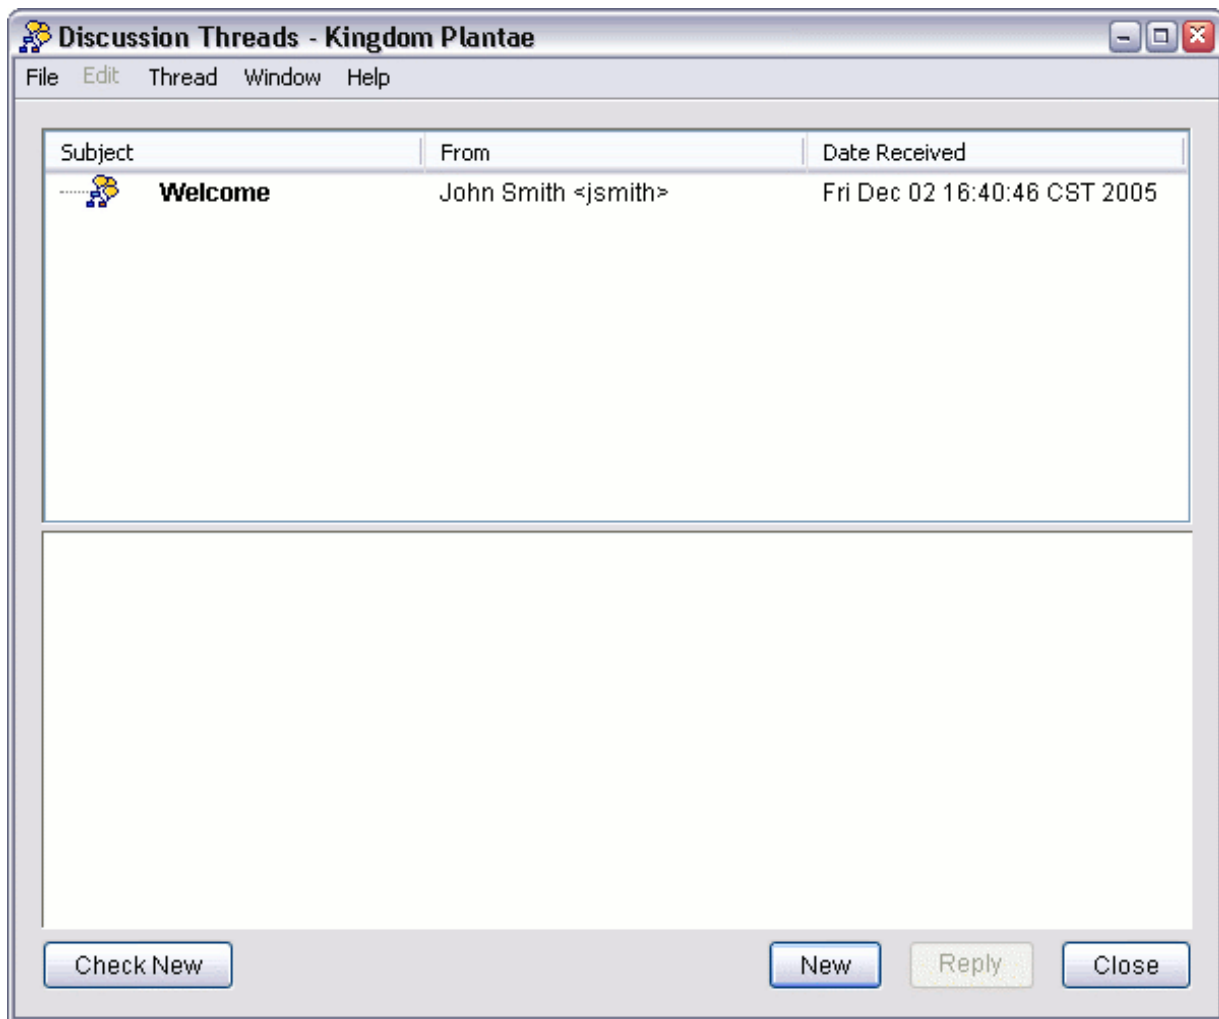 Discussion Threads - Kingdom Plantae
File Edit Thread Window Help
Subject From Date Received
Welcome John Smith <jsmith> Fri Dec 02 16:40:46 CST 2005
Check New New Reply Close